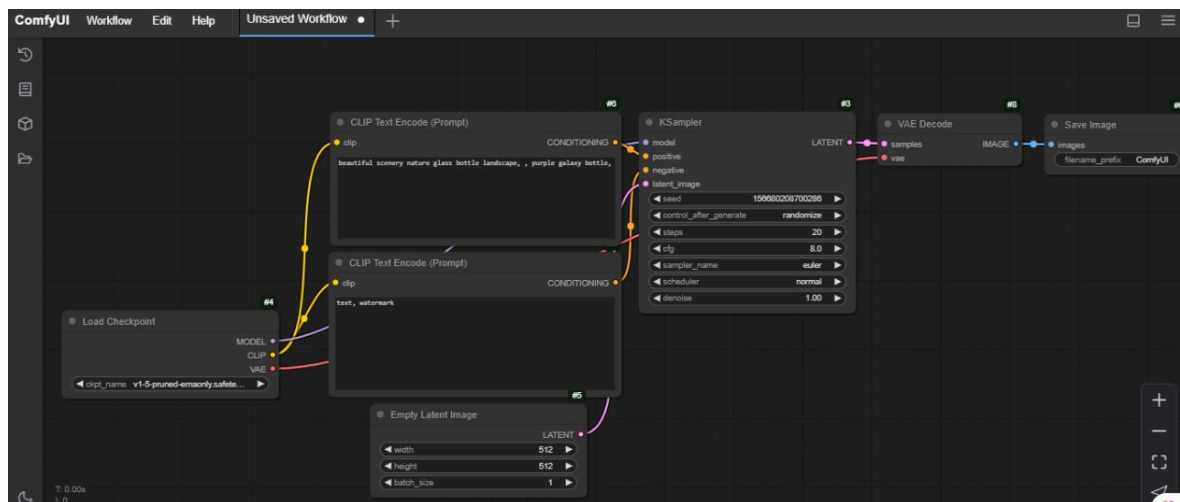 ComfyUI Workflow Edit Help Unsaved Workflow
#6
CLIP Text Encode (Prompt)
clip CONDITIONING
beautiful scenery nature glass bottle landscape, , purple galaxy bottle,
CLIP Text Encode (Prompt)
clip CONDITIONING
text, watermark
#4
Load Checkpoint
MODEL
CLIP
VAE
ckpt_name v1-5-pruned-emaonly.safete...
#5
Empty Latent Image
LATENT
width 512
height 512
batch_size 1
#3
KSampler
model LATENT
positive
negative
latent_image
seed 156680208700286
control_after_generate randomize
steps 20
cfg 8.0
sampler_name euler
scheduler normal
denoise 1.00
#8
VAE Decode
samples IMAGE
vae
Save Image
images
filename_prefix ComfyUI
T: 0.00s